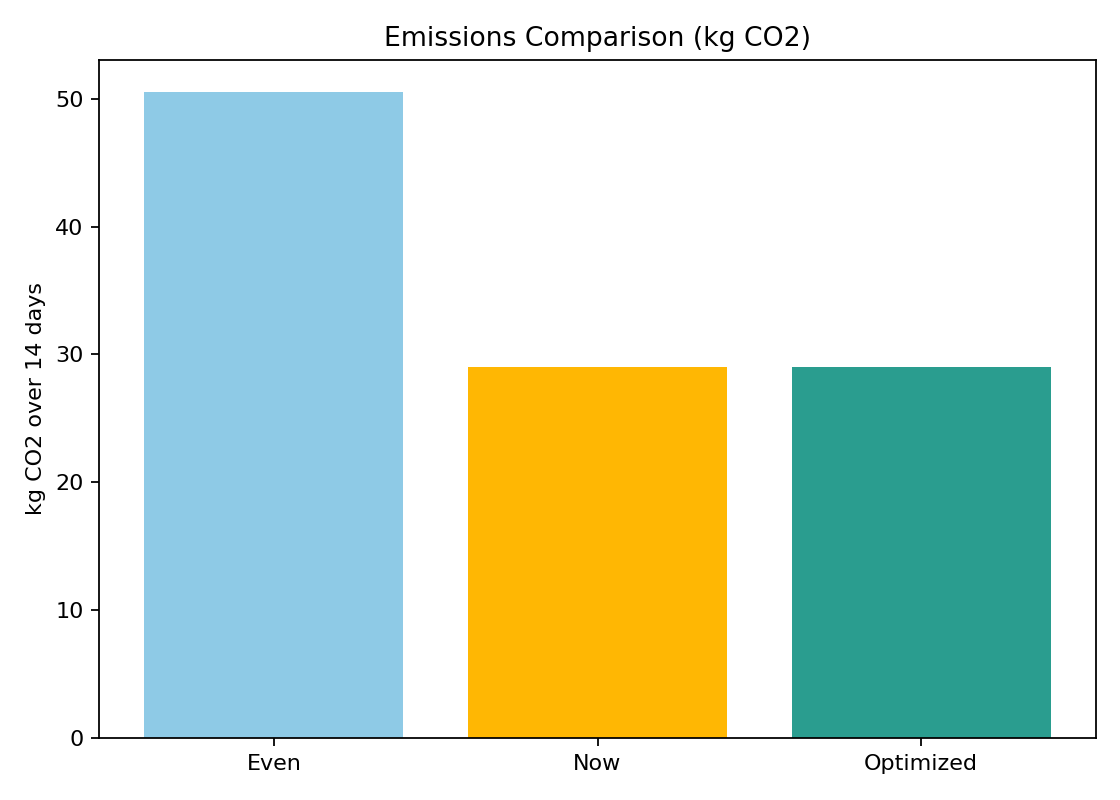 Emissions Comparison (kg CO2)
kg CO2 over 14 days
50
40
30
20
10
0
Even
Now
Optimized